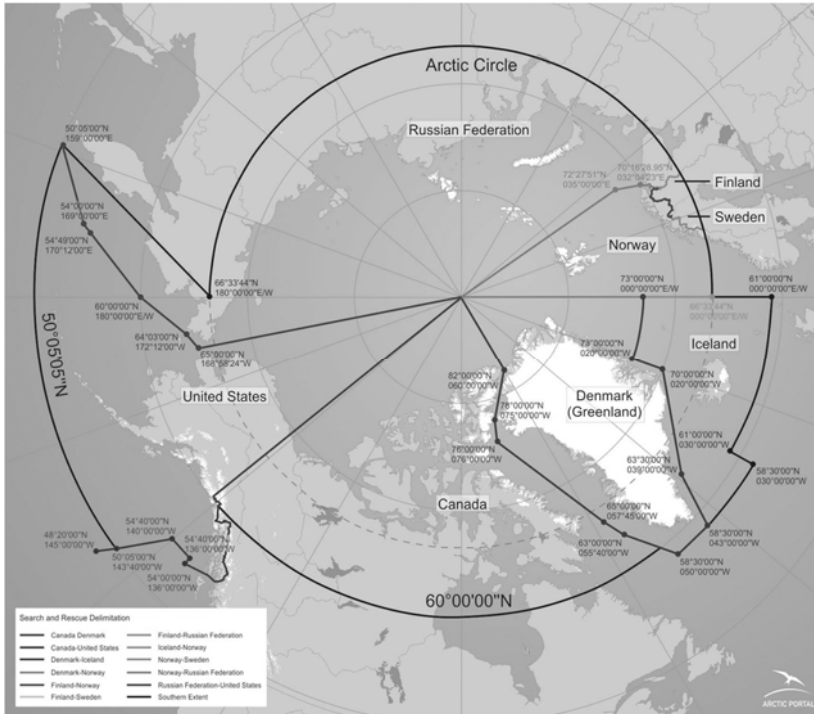 Arctic Circle
50°05'00"N
159°00'00"E
Russian Federation
72°27'51"N
035°00'00"E
032°04'23"E
Finland
54°00'00"N
169°00'00"E
Sweden
54°49'00"N
170°12'00"E
Norway
66°33'44"N
180°00'00"E/W
73°00'00"N
000°00'00"E/W
61°00'00"N
000°00'00"E/W
60°00'00"N
180°00'00"E/W
66°33'44"N
000°00'00"E/W
64°03'00"N
172°12'00"W
Iceland
50°05'05"N
65°00'00"N
168°58'24"W
020°00'00"W
82°00'00"N
060°00'00"W
70°00'00"N
020°00'00"W
United States
Denmark
(Greenland)
78°00'00"N
075°00'00"W
61°00'00"N
030°00'00"W
76°00'00"N
076°00'00"W
63°30'00"N
039°00'00"W
58°30'00"N
030°00'00"W
Canada
65°00'00"N
057°45'00"W
54°40'00"N
140°00'00"W
48°20'00"N
145°00'00"W
54°40'00"N
136°00'00"W
50°05'00"N
143°40'00"W
63°00'00"N
055°40'00"W
58°30'00"N
043°00'00"W
54°00'00"N
136°00'00"W
58°30'00"N
050°00'00"W
60°00'00"N
Search and Rescue Delimitation
Canada Denmark
Canada-United States
Denmark-Iceland
Denmark-Norway
Finland-Norway
Finland-Sweden
Finland-Russian Federation
Iceland-Norway
Norway-Sweden
Norway-Russian Federation
Russian Federation-United States
Southern Extent
ARCTIC PORTAL